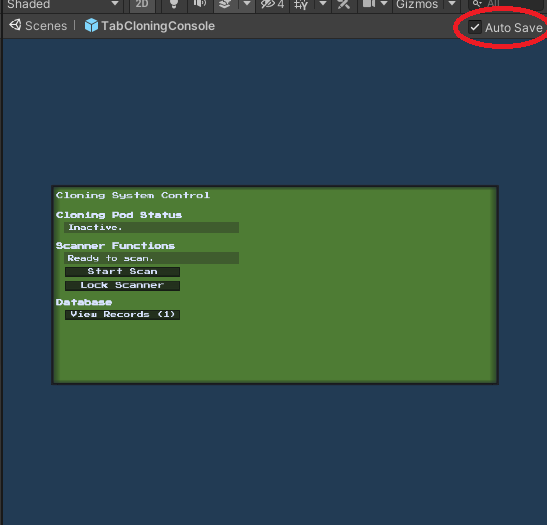 Shaded 2D 4 Gizmos All
Scenes | TabCloningConsole Auto Save
Cloning System Control
Cloning Pod Status
Inactive.
Scanner Functions
Ready to scan.
Start Scan
Lock Scanner
Database
View Records (1)